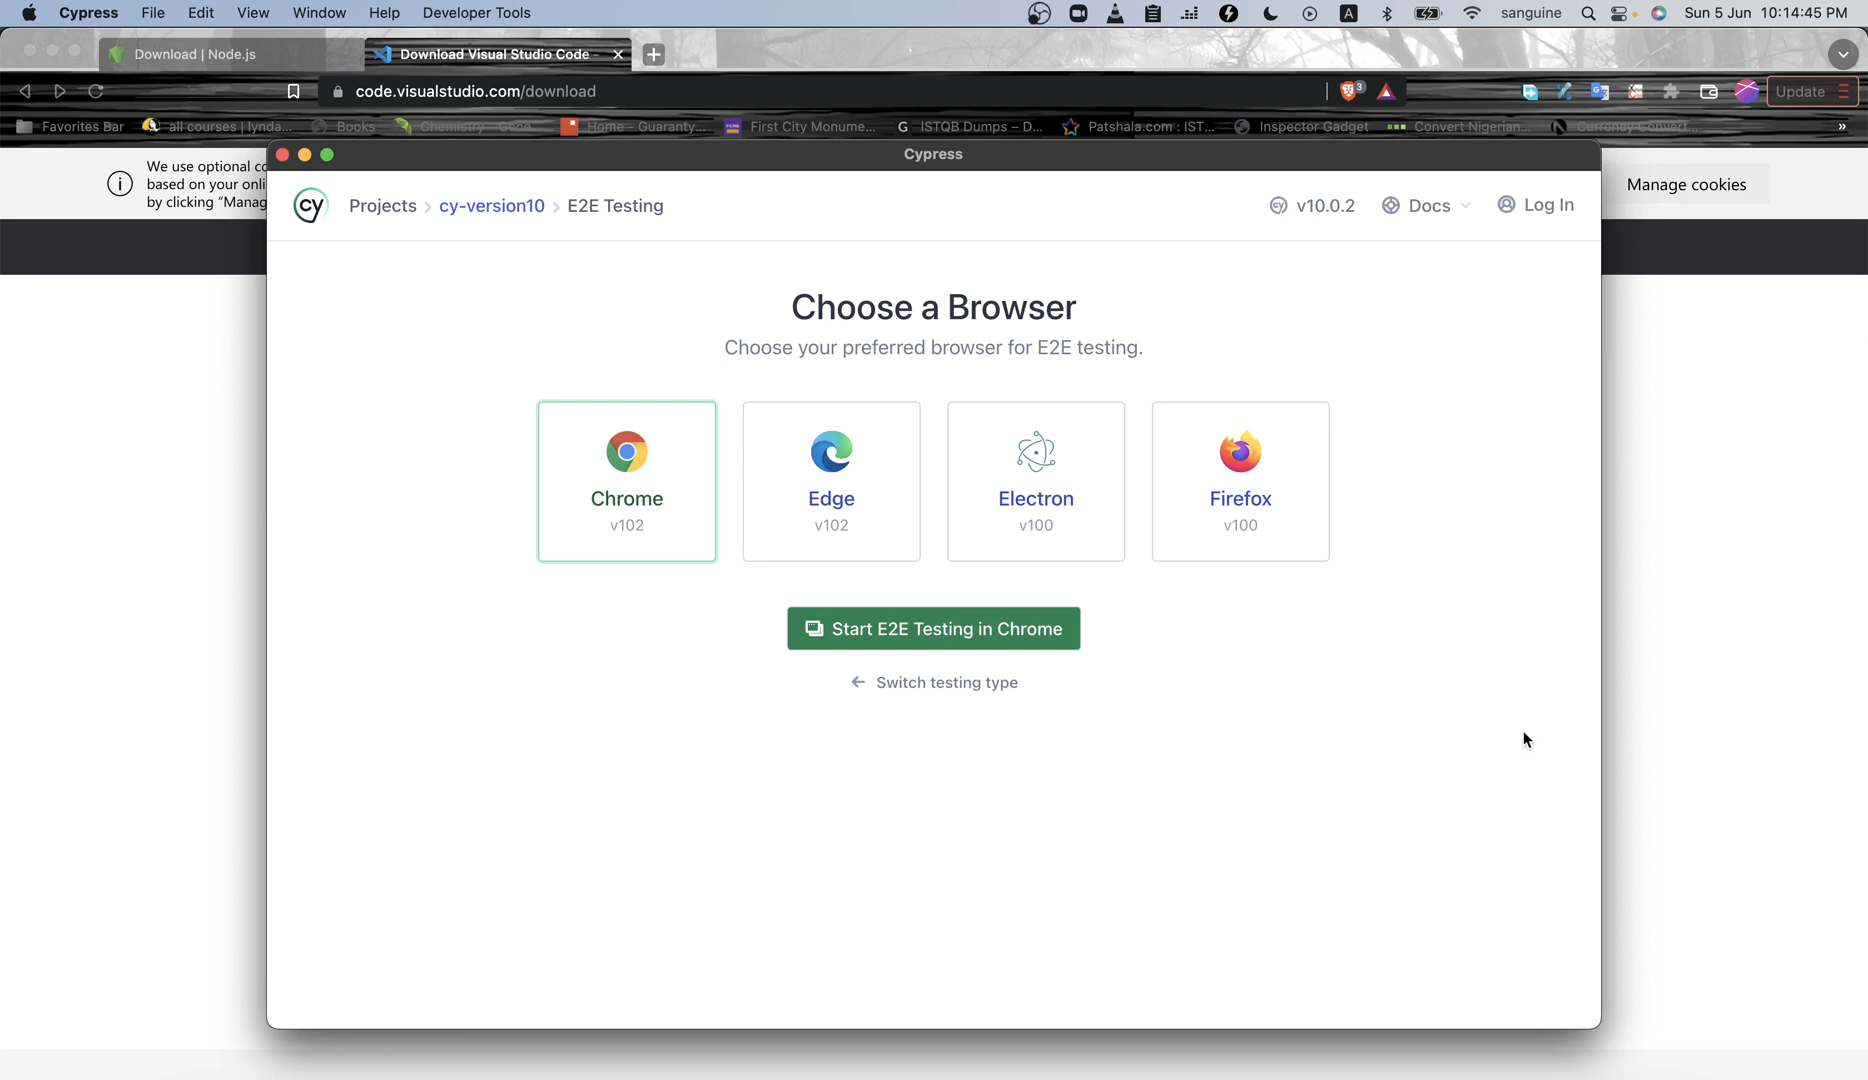 Cypress File Edit View Window Help Developer Tools
A sanguine Sun 5 Jun 10:14:45 PM
Download | Node.js
Download Visual Studio Code
code.visualstudio.com/download
3
Update
Favorites Bar
all courses | lynda...
Books
Home - Guaranty...
First City Monume...
G ISTQB Dumps – D...
Patshala.com : IST...
Inspector Gadget
Convert Nigerian...
Currency Convert...
»
We use optional co
based on your onli
by clicking “Manag
Manage cookies
Cypress
cy Projects > cy-version10 > E2E Testing
v10.0.2
Docs
Log In
Choose a Browser
Choose your preferred browser for E2E testing.
Chrome
v102
Edge
v102
Electron
v100
Firefox
v100
Start E2E Testing in Chrome
← Switch testing type